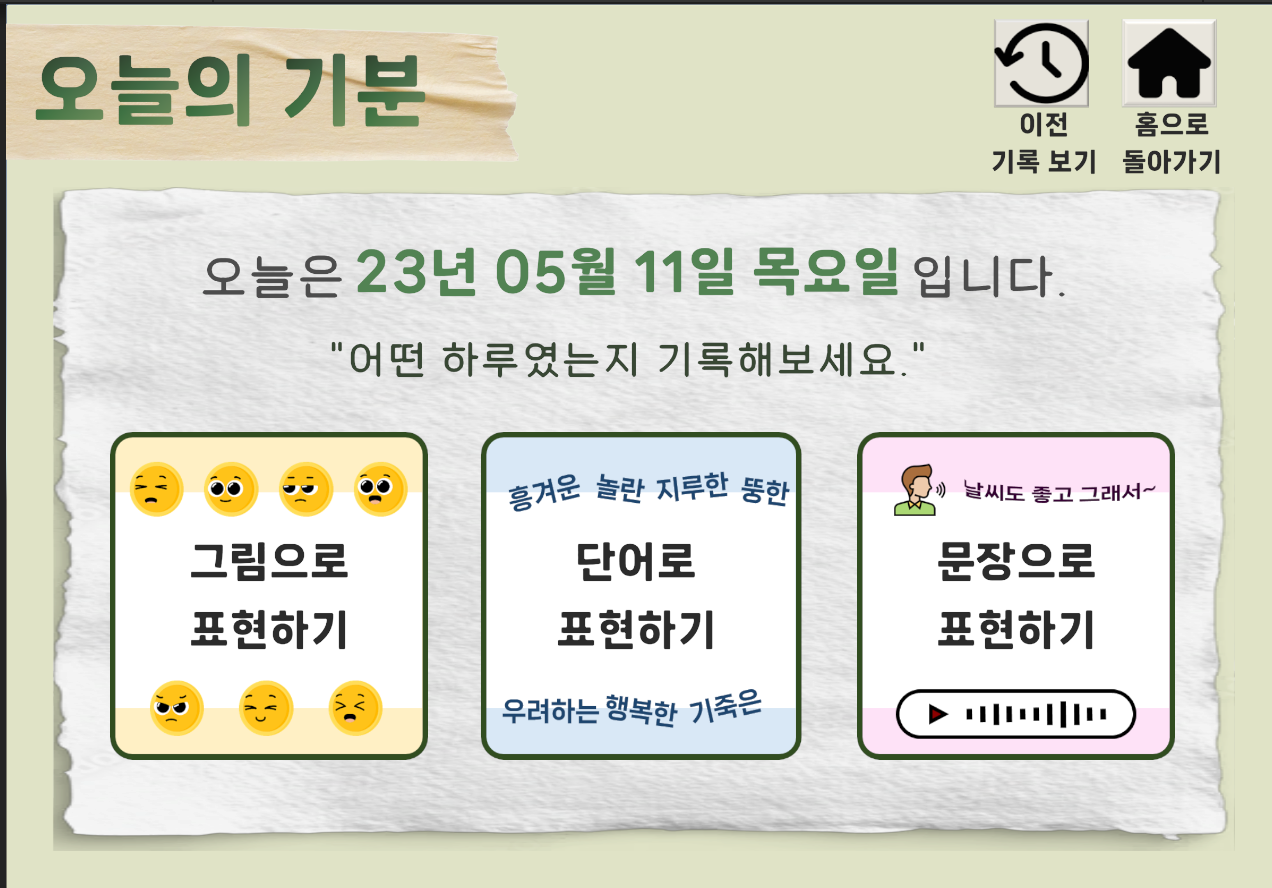 오늘의 기분
이전
기록 보기
홈으로
돌아가기
오늘은 23년 05월 11일 목요일 입니다.
"어떤 하루였는지 기록해보세요."
그림으로
표현하기
흥겨운 놀란 지루한 뚱한
단어로
표현하기
우려하는 행복한 기죽은
날씨도 좋고 그래서~
문장으로
표현하기